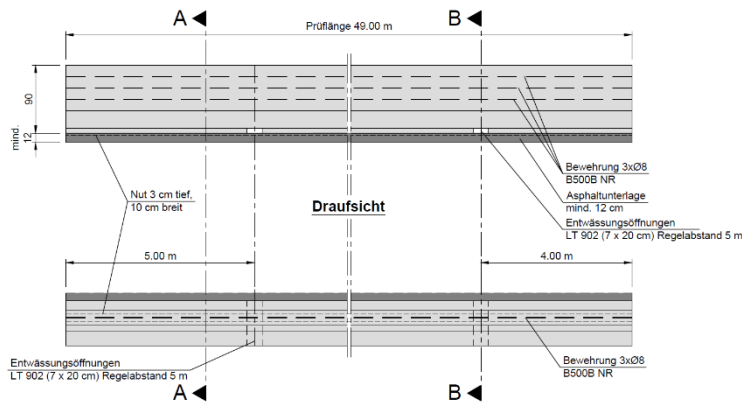 A
B
Prüflänge 49.00 m
90
mind.
12
Bewehrung 3xØ8
B500B NR
Nut 3 cm tief,
10 cm breit
Asphaltunterlage
mind. 12 cm
Draufsicht
Entwässungsöffnungen
LT 902 (7 x 20 cm) Regelabstand 5 m
5.00 m
4.00 m
Entwässungsöffnungen
LT 902 (7 x 20 cm) Regelabstand 5 m
Bewehrung 3xØ8
B500B NR
A
B